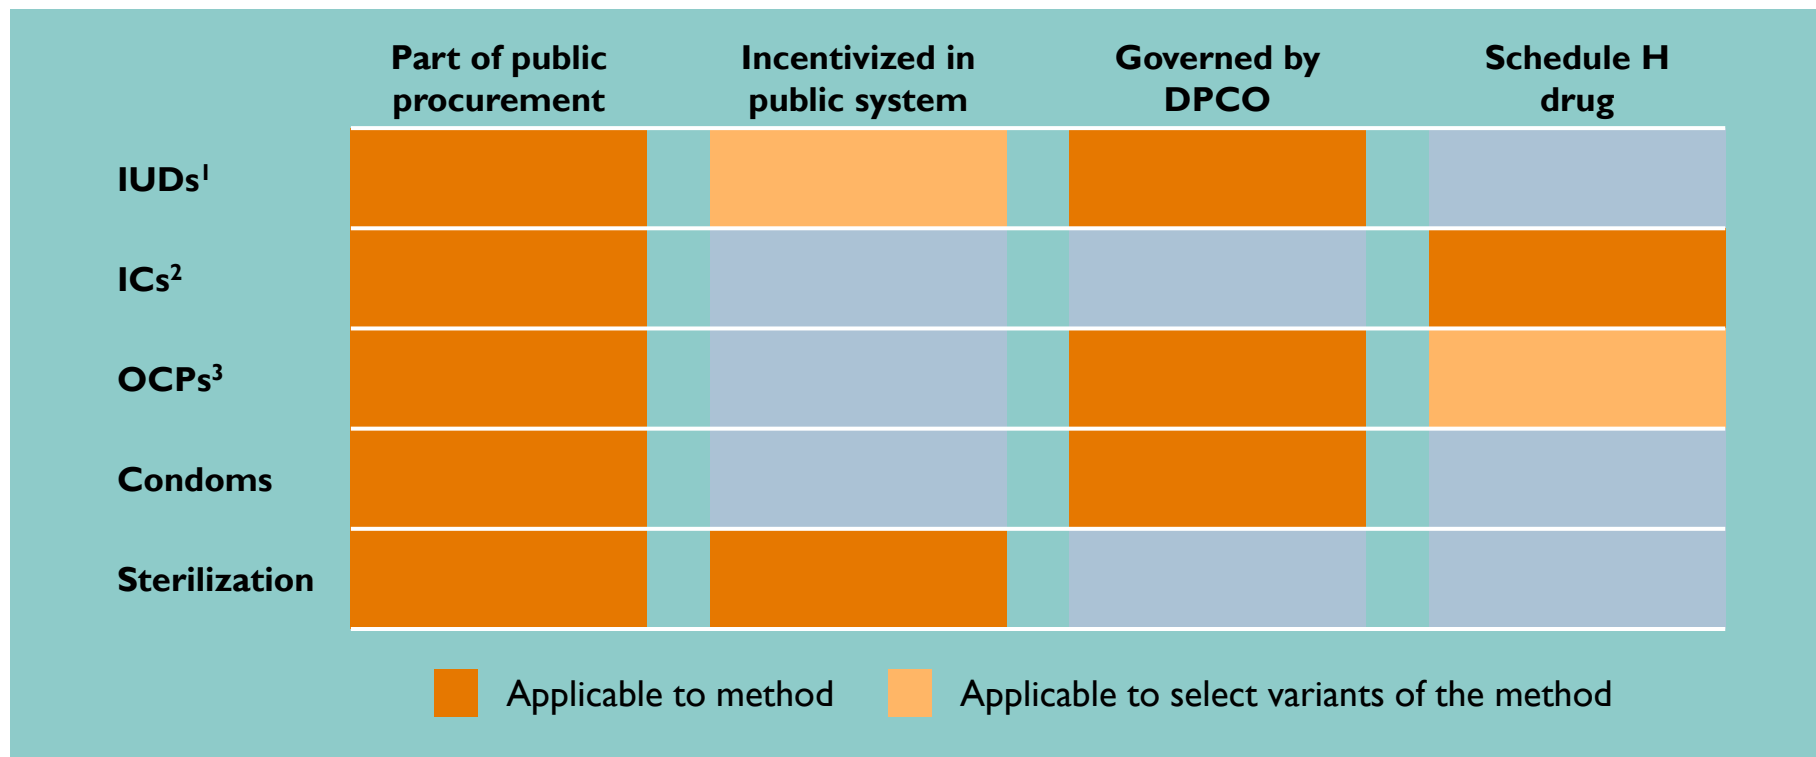 Part of public
procurement
Incentivized in
public system
Governed by
DPCO
Schedule H
drug
IUDs¹
ICs²
OCPs³
Condoms
Sterilization
Applicable to method
Applicable to select variants of the method